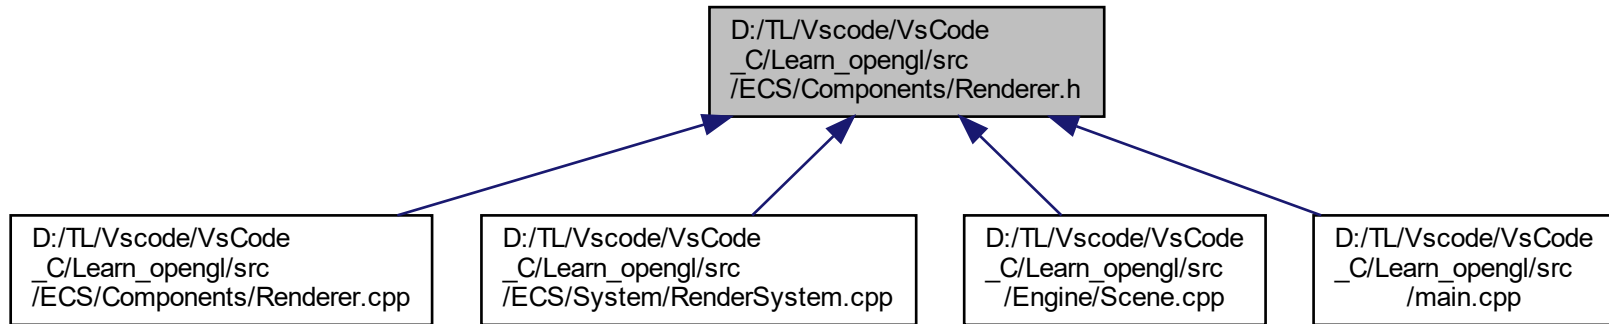 D:/TL/Vscode/VsCode
_C/Learn_opengl/src
/ECS/Components/Renderer.h
D:/TL/Vscode/VsCode
_C/Learn_opengl/src
/ECS/Components/Renderer.cpp
D:/TL/Vscode/VsCode
_C/Learn_opengl/src
/ECS/System/RenderSystem.cpp
D:/TL/Vscode/VsCode
_C/Learn_opengl/src
/Engine/Scene.cpp
D:/TL/Vscode/VsCode
_C/Learn_opengl/src
/main.cpp